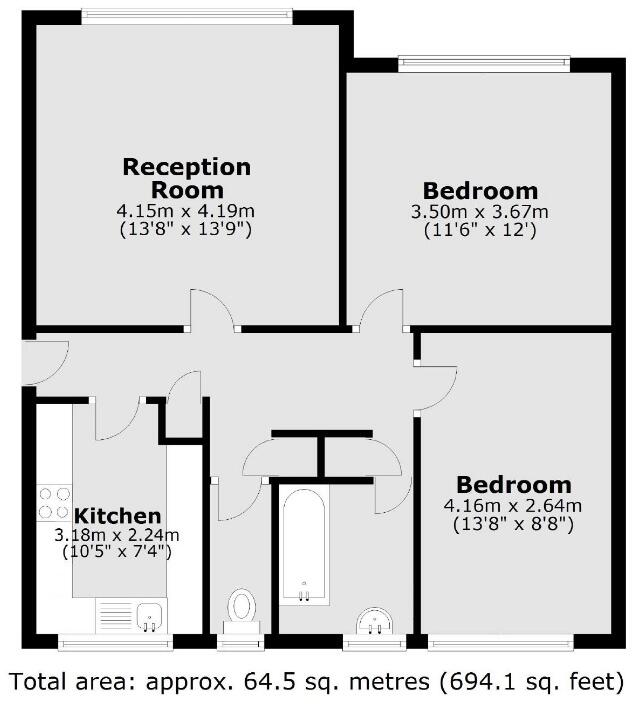 Reception
Room
4.15m x 4.19m
(13'8" x 13'9")
Bedroom
3.50m x 3.67m
(11'6" x 12')
Kitchen
3.18m x 2.24m
(10'5" x 7'4")
Bedroom
4.16m x 2.64m
(13'8" x 8'8")
Total area: approx. 64.5 sq. metres (694.1 sq. feet)